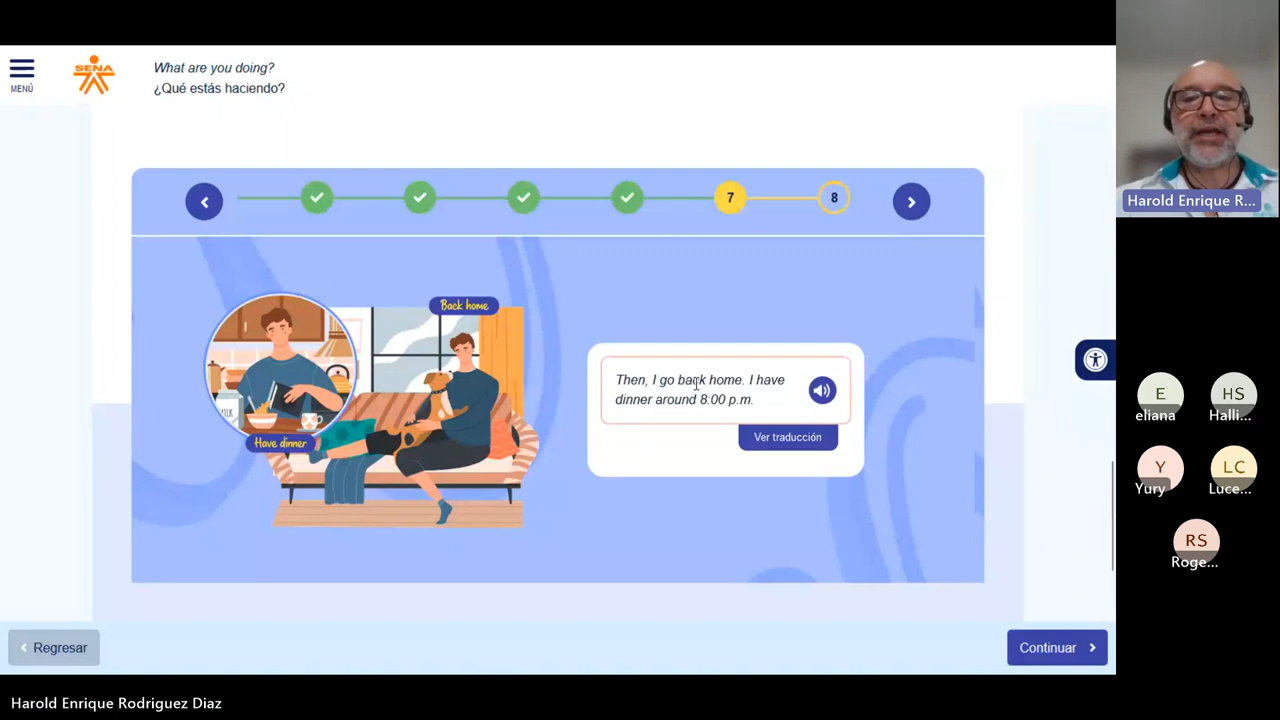 MENÚ
SENA
What are you doing?
¿Qué estás haciendo?
7
8
Back home
Have dinner
MILK
Then, I go back home. I have
dinner around 8:00 p.m.
Ver traducción
Regresar
Continuar
Harold Enrique R...
E
eliana
HS
Halli...
Y
Yury
LC
Luce...
RS
Roge...
Harold Enrique Rodriguez Diaz